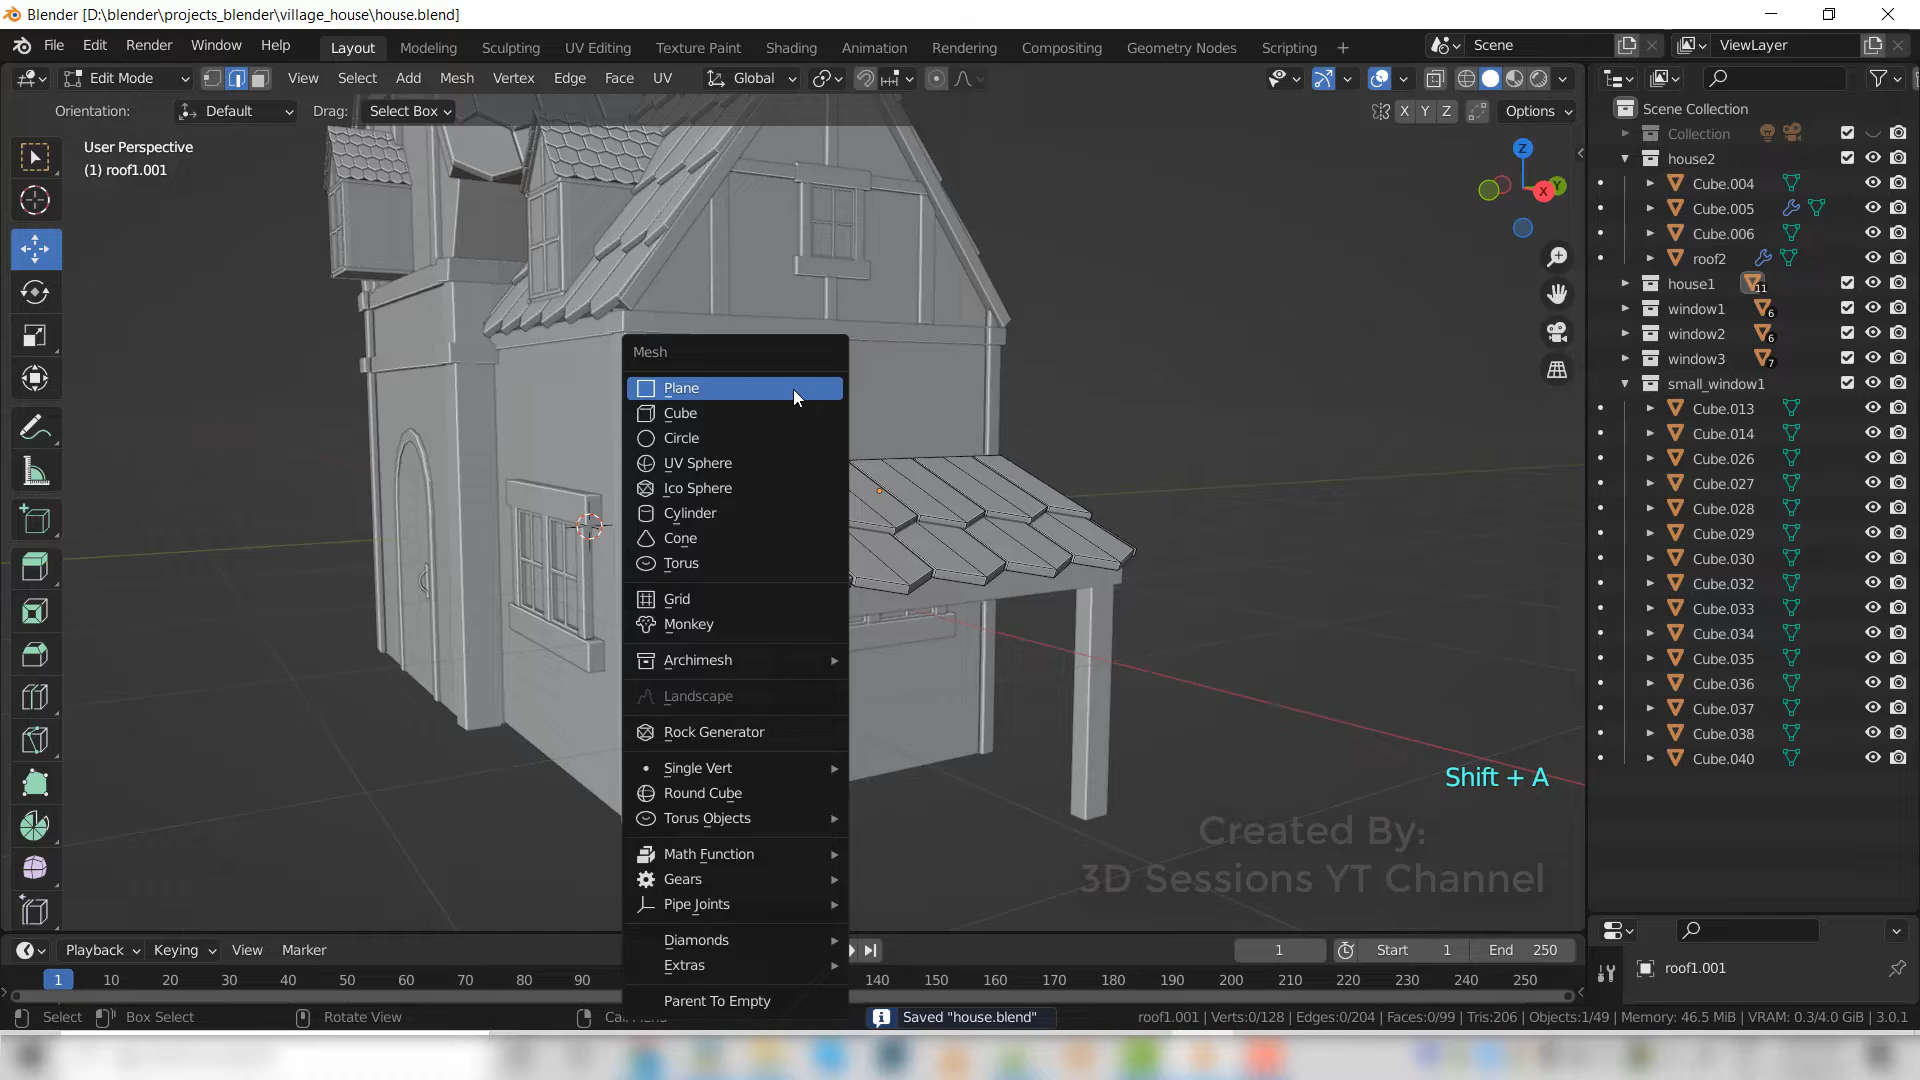 Blender [D:\blender\projects_blender\village_house\house.blend]
File Edit Render Window Help
Layout Modeling Sculpting UV Editing Texture Paint Shading Animation Rendering Compositing Geometry Nodes Scripting +
Scene
ViewLayer
Edit Mode
View Select Add Mesh Vertex Edge Face UV
Global
Orientation: Default Drag: Select Box
X Y Z Options
User Perspective
(1) roof1.001
Z
X Y
Scene Collection
Collection
house2
Cube.004
Cube.005
Cube.006
roof2
house1 11
window1 6
window2 6
window3 7
small_window1
Cube.013
Cube.014
Cube.026
Cube.027
Cube.028
Cube.029
Cube.030
Cube.032
Cube.033
Cube.034
Cube.035
Cube.036
Cube.037
Cube.038
Cube.040
Mesh
Plane
Cube
Circle
UV Sphere
Ico Sphere
Cylinder
Cone
Torus
Grid
Monkey
Archimesh
Landscape
Rock Generator
Single Vert
Round Cube
Torus Objects
Math Function
Gears
Pipe Joints
Diamonds
Extras
Parent To Empty
Shift + A
Created By:
3D Sessions YT Channel
Playback Keying View Marker
1 Start 1 End 250
1 10 20 30 40 50 60 70 80 90 140 150 160 170 180 190 200 210 220 230 240 250
roof1.001
Select Box Select Rotate View
Saved "house.blend"
roof1.001 | Verts:0/128 | Edges:0/204 | Faces:0/99 | Tris:206 | Objects:1/49 | Memory: 46.5 MiB | VRAM: 0.3/4.0 GiB | 3.0.1